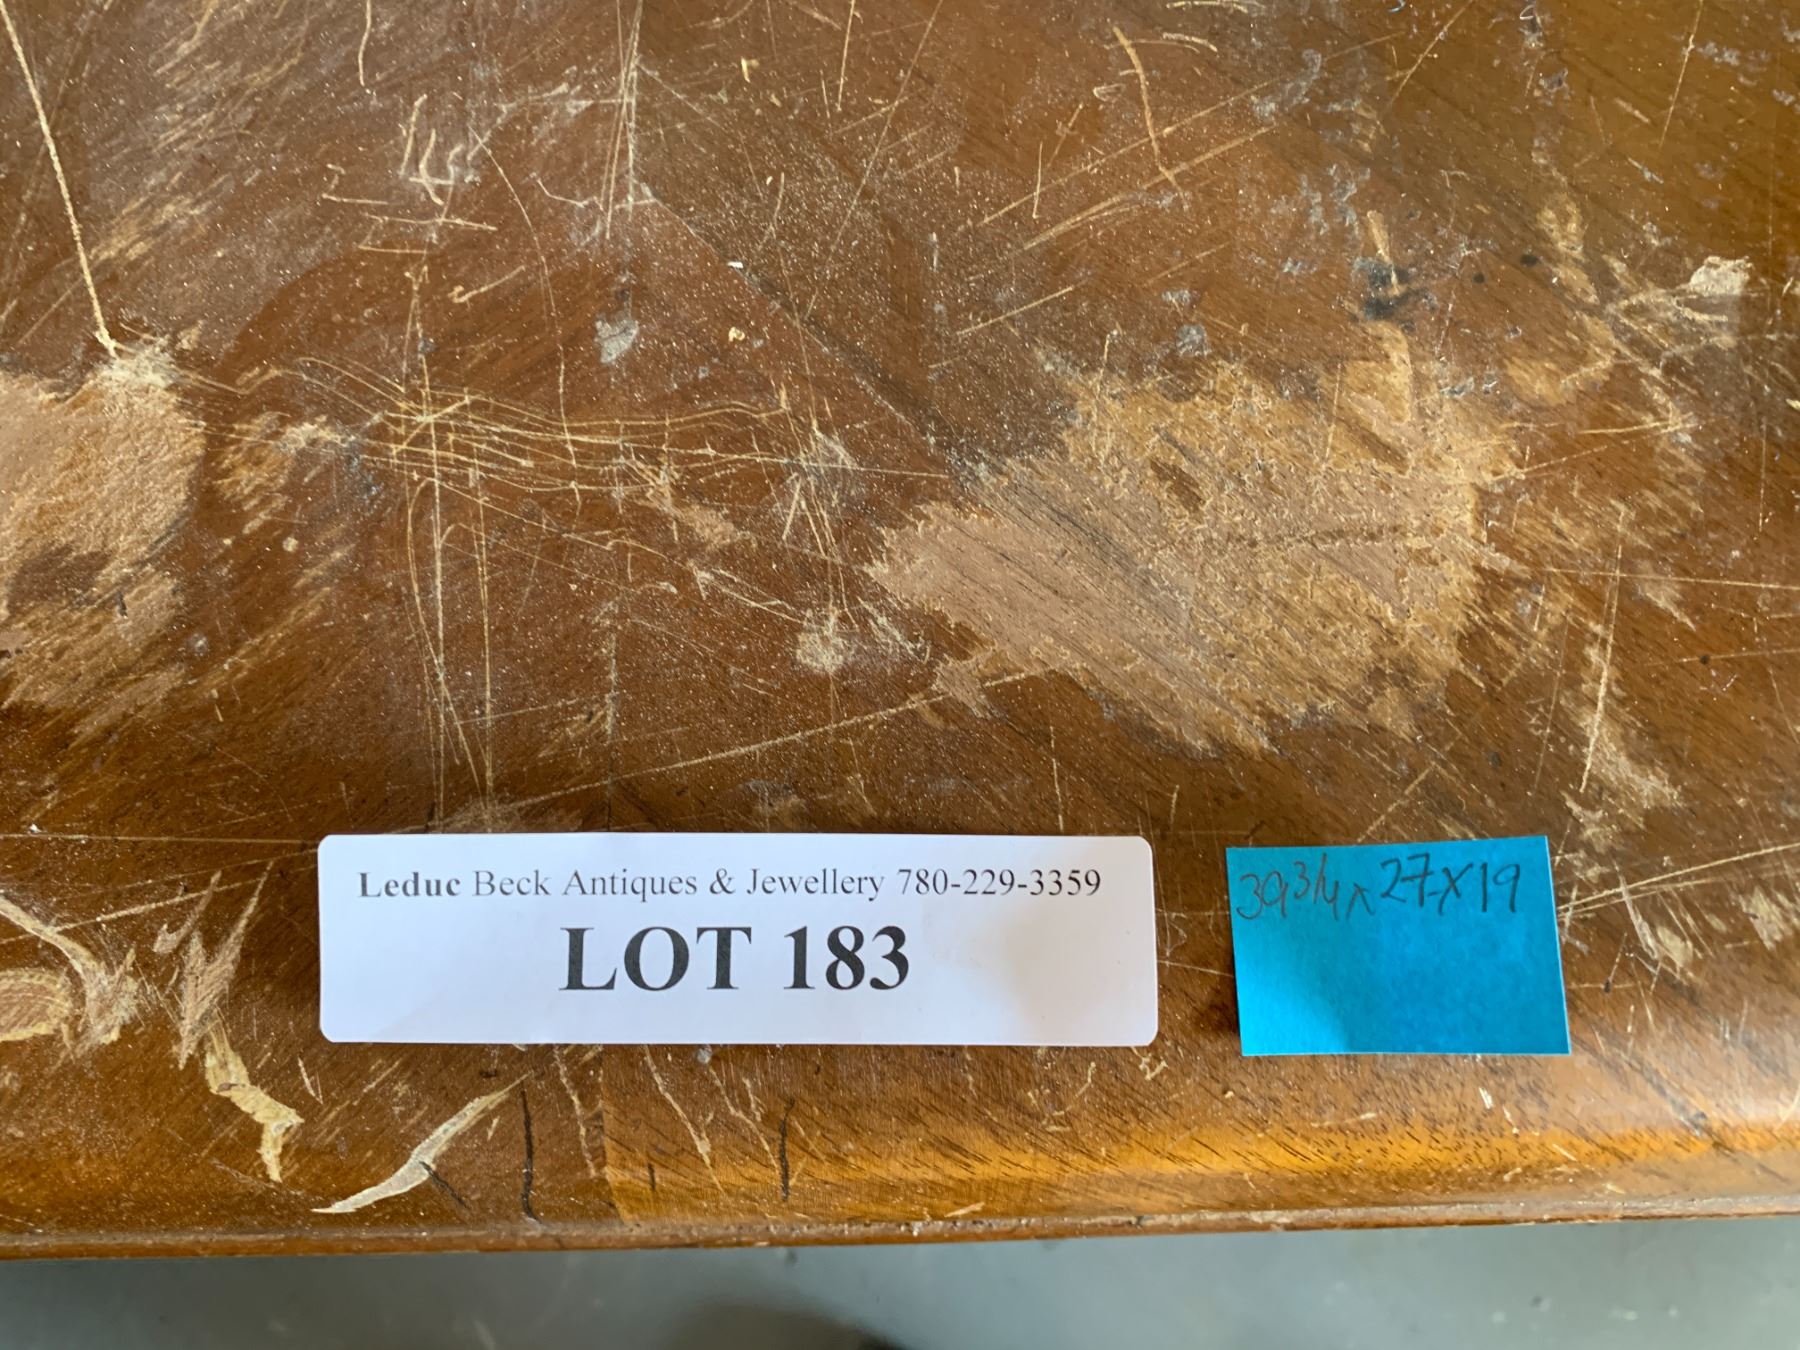 Leduc Beck Antiques & Jewellery 780-229-3359
LOT 183
39 3/4 x 27 x 19